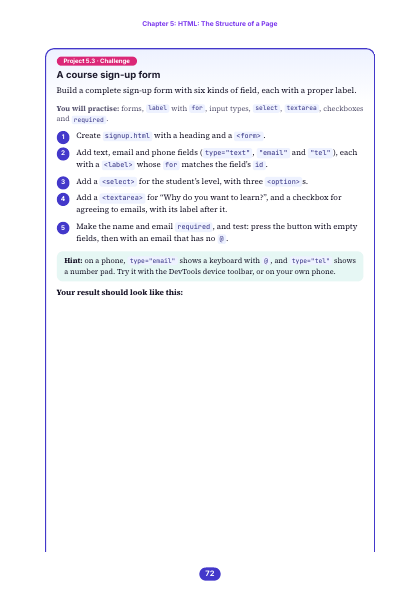 Chapter 5: HTML: The Structure of a Page
Project 5.3 · Challenge
A course sign-up form
Build a complete sign-up form with six kinds of field, each with a proper label.
You will practise: forms, label with for, input types, select, textarea, checkboxes
and required.
1 Create signup.html with a heading and a <form>.
2 Add text, email and phone fields (type="text", "email" and "tel"), each
with a <label> whose for matches the field's id.
3 Add a <select> for the student's level, with three <option>s.
4 Add a <textarea> for “Why do you want to learn?”, and a checkbox for
agreeing to emails, with its label after it.
5 Make the name and email required, and test: press the button with empty
fields, then with an email that has no @.
Hint: on a phone, type="email" shows a keyboard with @, and type="tel" shows
a number pad. Try it with the DevTools device toolbar, or on your own phone.
Your result should look like this:
72